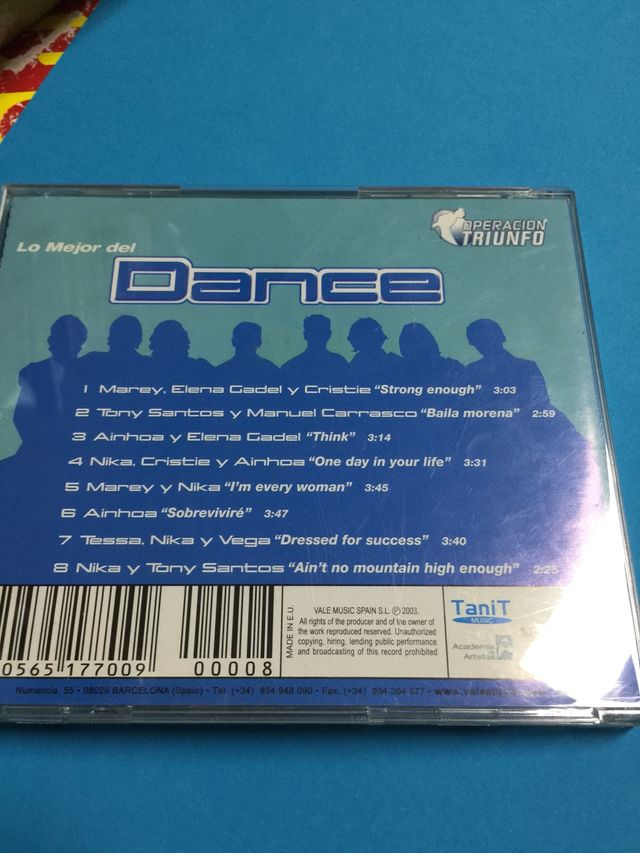 Lo Mejor del
Dance
OPERACIÓN
TRIUNFO
1 Marey, Elena Gadel y Cristie "Strong enough" 3:03
2 Tony Santos y Manuel Carrasco "Baila morena" 2:59
3 Ainhoa y Elena Gadel "Think" 3:14
4 Nika, Cristie y Ainhoa "One day in your life" 3:31
5 Marey y Nika "I'm every woman" 3:45
6 Ainhoa "Sobreviviré" 3:47
7 Tessa, Nika y Vega "Dressed for success" 3:40
8 Nika y Tony Santos "Ain't no mountain high enough" 2:25
0565 177009 00008
MADE IN E.U.
VALE MUSIC SPAIN S.L. ℗ 2003.
All rights of the producer and of the owner of
the work reproduced reserved. Unauthorized
copying, hiring, lending public performance
and broadcasting of this record prohibited
TaniT
MUSIC
Academia
Artistas
Numancia, 55 · 08029 BARCELONA (Spain) · Tel. (+34) 934 948 090 · Fax. (+34) 934 304 877 ·